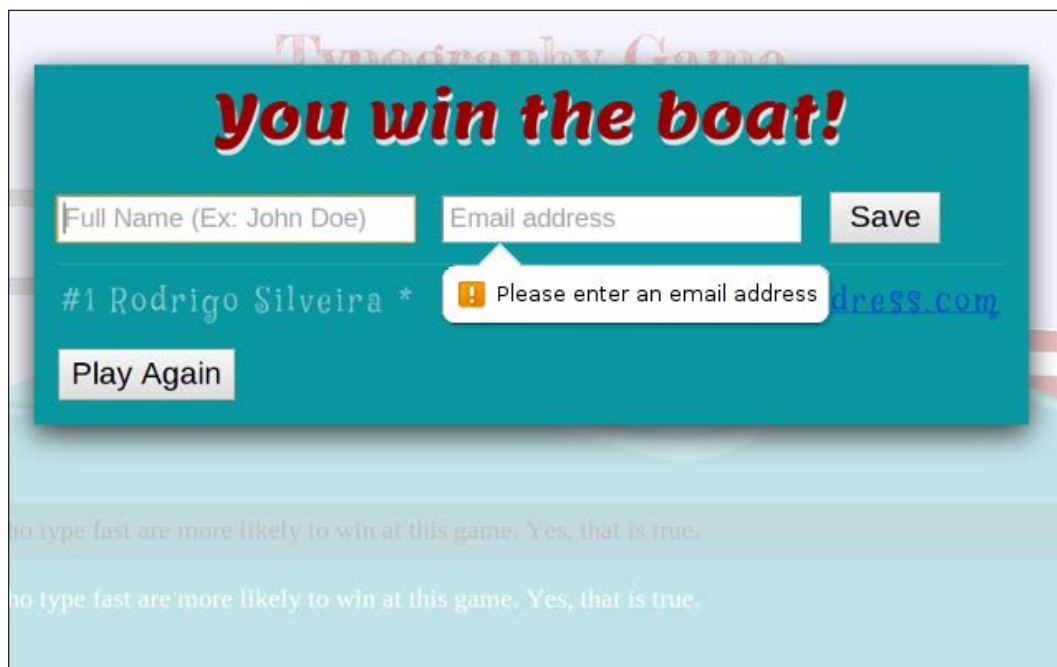 Typography Game
You win the boat!
Full Name (Ex: John Doe) Email address Save
#1 Rodrigo Silveira * dress.com
Please enter an email address
Play Again
ho type fast are more likely to win at this game. Yes, that is true.
ho type fast are more likely to win at this game. Yes, that is true.